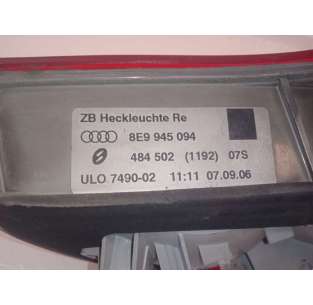 ZB Heckleuchte Re
8E9 945 094
484 502 (1192) 07S
ULO 7490-02 11:11 07.09.06